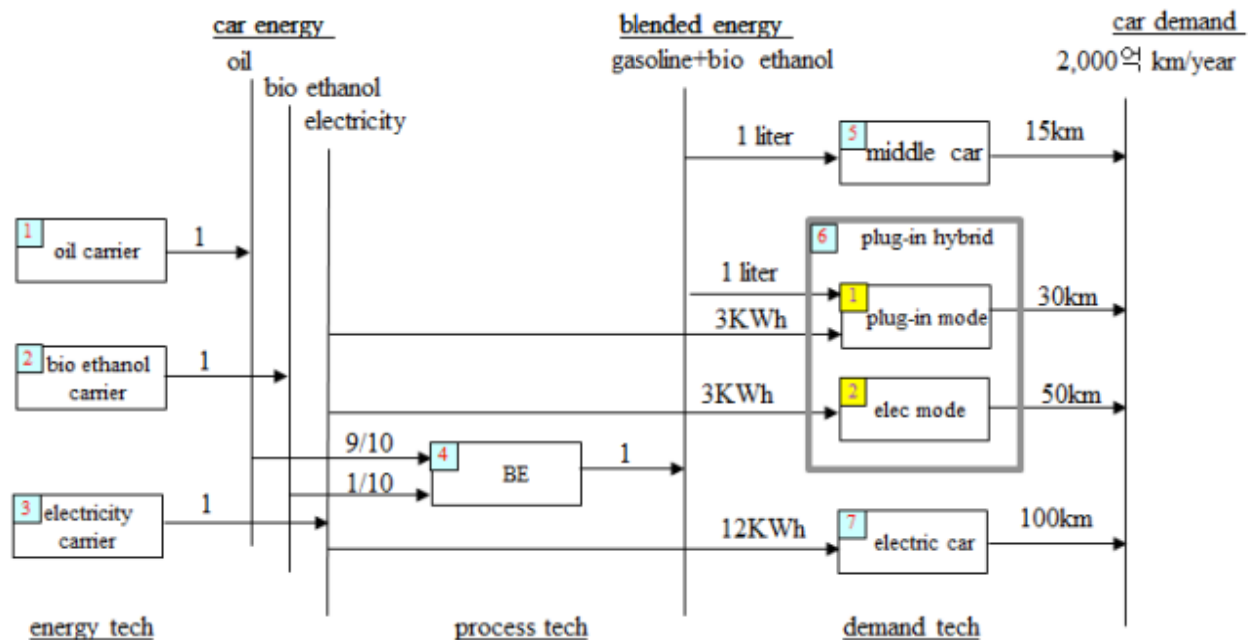 car energy
blended energy
car demand
oil
gasoline+bio ethanol
2,000억 km/year
bio ethanol
electricity
1 liter
5
middle car
15km
1
oil carrier
1
6
plug-in hybrid
1 liter
1
plug-in mode
30km
3KWh
2
bio ethanol
carrier
1
3KWh
2
elec mode
50km
9/10
4
BE
1
1/10
3
electricity
carrier
1
12KWh
7
electric car
100km
energy tech
process tech
demand tech